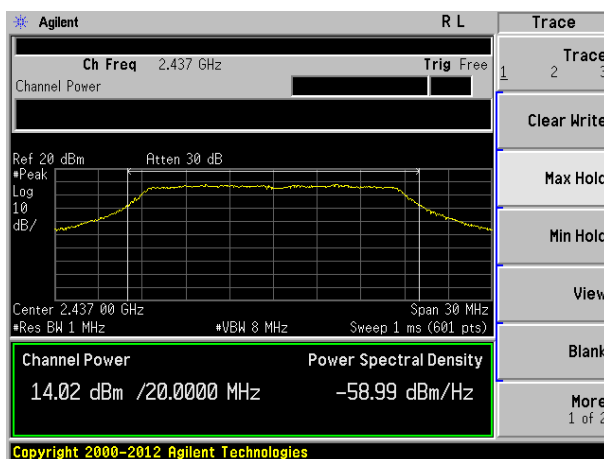 Agilent R L Trace
Ch Freq 2.437 GHz Trig Free
Channel Power
Trace
1 2 3
Clear Write
Max Hold
Min Hold
View
Blank
More
1 of 2
Ref 20 dBm Atten 30 dB
#Peak
Log
10
dB/
Center 2.437 00 GHz Span 30 MHz
#Res BW 1 MHz #VBW 8 MHz Sweep 1 ms (601 pts)
Channel Power Power Spectral Density
14.02 dBm /20.0000 MHz -58.99 dBm/Hz
Copyright 2000-2012 Agilent Technologies